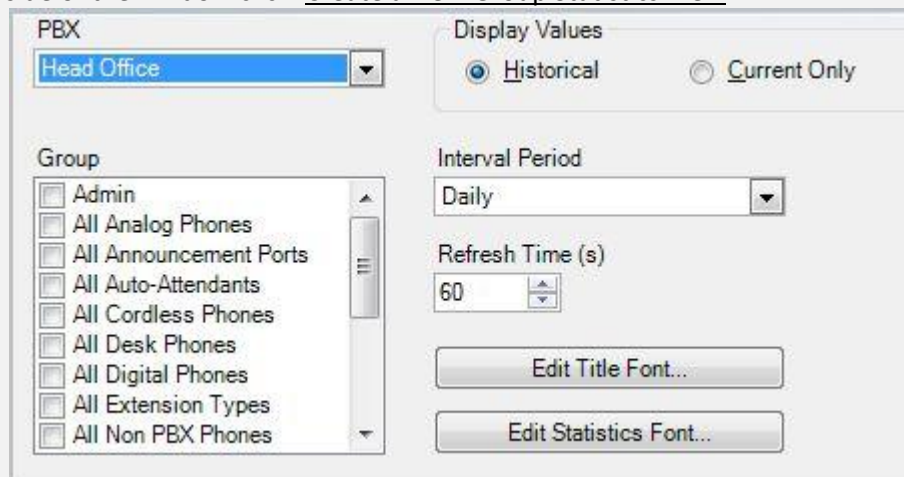 PBX
Head Office
Display Values
Historical
Current Only
Group
Admin
All Analog Phones
All Announcement Ports
All Auto-Attendants
All Cordless Phones
All Desk Phones
All Digital Phones
All Extension Types
All Non PBX Phones
Interval Period
Daily
Refresh Time (s)
60
Edit Title Font...
Edit Statistics Font...